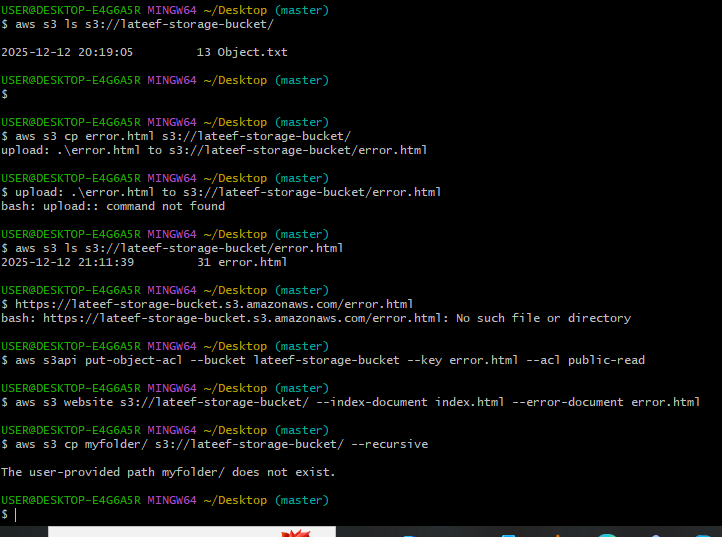 USER@DESKTOP-E4G6A5R MINGW64 ~/Desktop (master)
$ aws s3 ls s3://lateef-storage-bucket/
2025-12-12 20:19:05         13 Object.txt
USER@DESKTOP-E4G6A5R MINGW64 ~/Desktop (master)
$
USER@DESKTOP-E4G6A5R MINGW64 ~/Desktop (master)
$ aws s3 cp error.html s3://lateef-storage-bucket/
upload: .\error.html to s3://lateef-storage-bucket/error.html
USER@DESKTOP-E4G6A5R MINGW64 ~/Desktop (master)
$ upload: .\error.html to s3://lateef-storage-bucket/error.html
bash: upload:: command not found
USER@DESKTOP-E4G6A5R MINGW64 ~/Desktop (master)
$ aws s3 ls s3://lateef-storage-bucket/error.html
2025-12-12 21:11:39         31 error.html
USER@DESKTOP-E4G6A5R MINGW64 ~/Desktop (master)
$ https://lateef-storage-bucket.s3.amazonaws.com/error.html
bash: https://lateef-storage-bucket.s3.amazonaws.com/error.html: No such file or directory
USER@DESKTOP-E4G6A5R MINGW64 ~/Desktop (master)
$ aws s3api put-object-acl --bucket lateef-storage-bucket --key error.html --acl public-read
USER@DESKTOP-E4G6A5R MINGW64 ~/Desktop (master)
$ aws s3 website s3://lateef-storage-bucket/ --index-document index.html --error-document error.html
USER@DESKTOP-E4G6A5R MINGW64 ~/Desktop (master)
$ aws s3 cp myfolder/ s3://lateef-storage-bucket/ --recursive
The user-provided path myfolder/ does not exist.
USER@DESKTOP-E4G6A5R MINGW64 ~/Desktop (master)
$